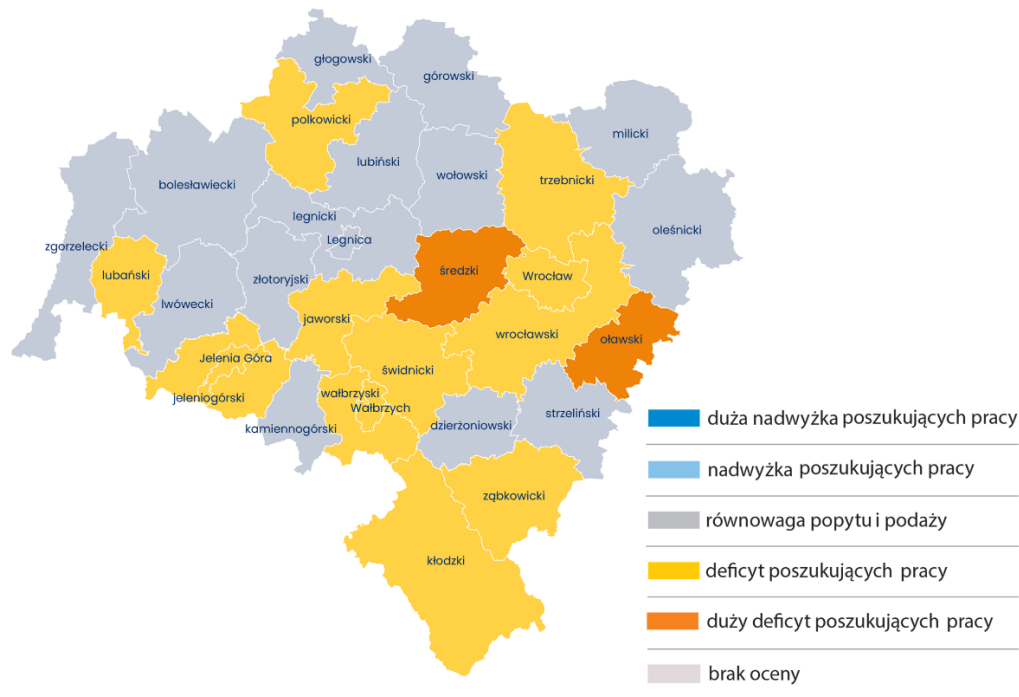 głogowski
górowski
polkowicki
milicki
lubiński
wołowski
trzebnicki
bolesławiecki
legnicki
oleśnicki
Legnica
zgorzelecki
lubański
złotoryjski
średzki
Wrocław
lwówecki
jaworski
wrocławski
oławski
Jelenia Góra
świdnicki
jeleniogórski
wałbrzyski
Wałbrzych
kamiennogórski
dzierżoniowski
strzeliński
ząbkowicki
kłodzki
duża nadwyżka poszukujących pracy
nadwyżka poszukujących pracy
równowaga popytu i podaży
deficyt poszukujących pracy
duży deficyt poszukujących pracy
brak oceny